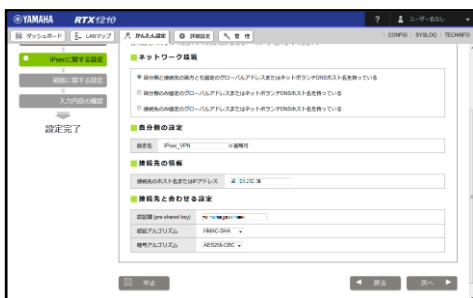 YAMAHA RTX1210
? ユーザー名なし
ダッシュボード LANマップ かんたん設定 詳細設定 管理 CONFIG SYSLOG TECHINFO
IPsecに関する設定
経路に関する設定
入力内容の確認
設定完了
ネットワーク環境
自分側と接続先の両方とも固定のグローバルアドレスまたはネットボランチDNSホスト名を持っている
自分側のみ固定のグローバルアドレスまたはネットボランチDNSホスト名を持っている
接続先のみ固定のグローバルアドレスまたはネットボランチDNSホスト名を持っている
自分側の設定
設定名 IPsec_VPN ※省略可
接続先の情報
接続先のホスト名またはIPアドレス
接続先と合わせる設定
認証鍵 (pre-shared key)
認証アルゴリズム HMAC-SHA
暗号アルゴリズム AES256-CBC
中止 戻る 次へ